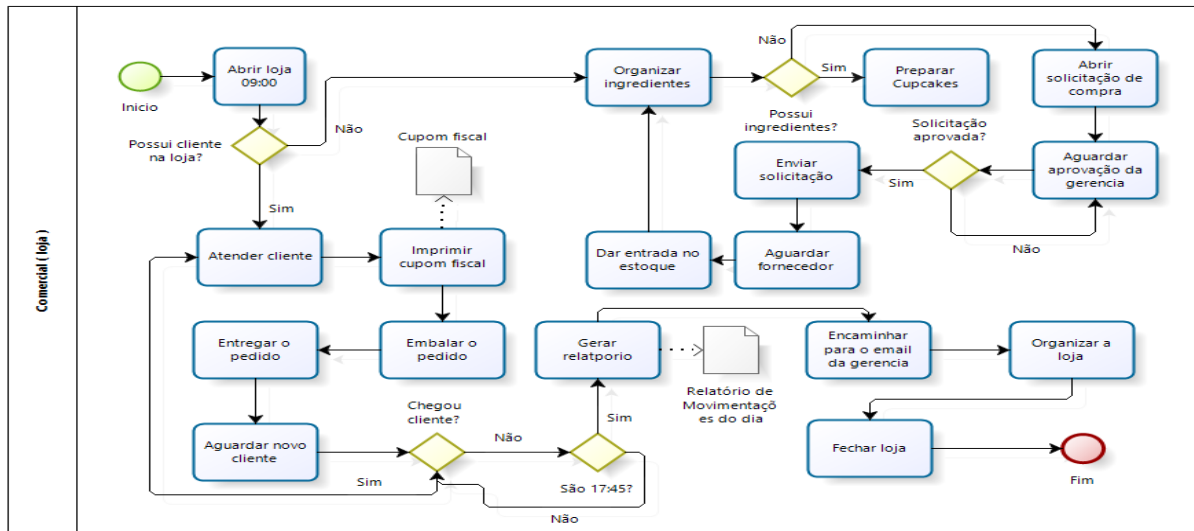 Comercial ( loja )
Inicio
Abrir loja
09:00
Possui cliente
na loja?
Não
Sim
Organizar
ingredientes
Possui
ingredientes?
Não
Sim
Preparar
Cupcakes
Abrir
solicitação de
compra
Aguardar
aprovação da
gerencia
Solicitação
aprovada?
Sim
Não
Enviar
solicitação
Aguardar
fornecedor
Dar entrada no
estoque
Atender cliente
Imprimir
cupom fiscal
Cupom fiscal
Embalar o
pedido
Entregar o
pedido
Aguardar novo
cliente
Chegou
cliente?
Sim
Não
São 17:45?
Não
Sim
Gerar
relatporio
Relatório de
Movimentaçõ
es do dia
Encaminhar
para o email
da gerencia
Organizar a
loja
Fechar loja
Fim